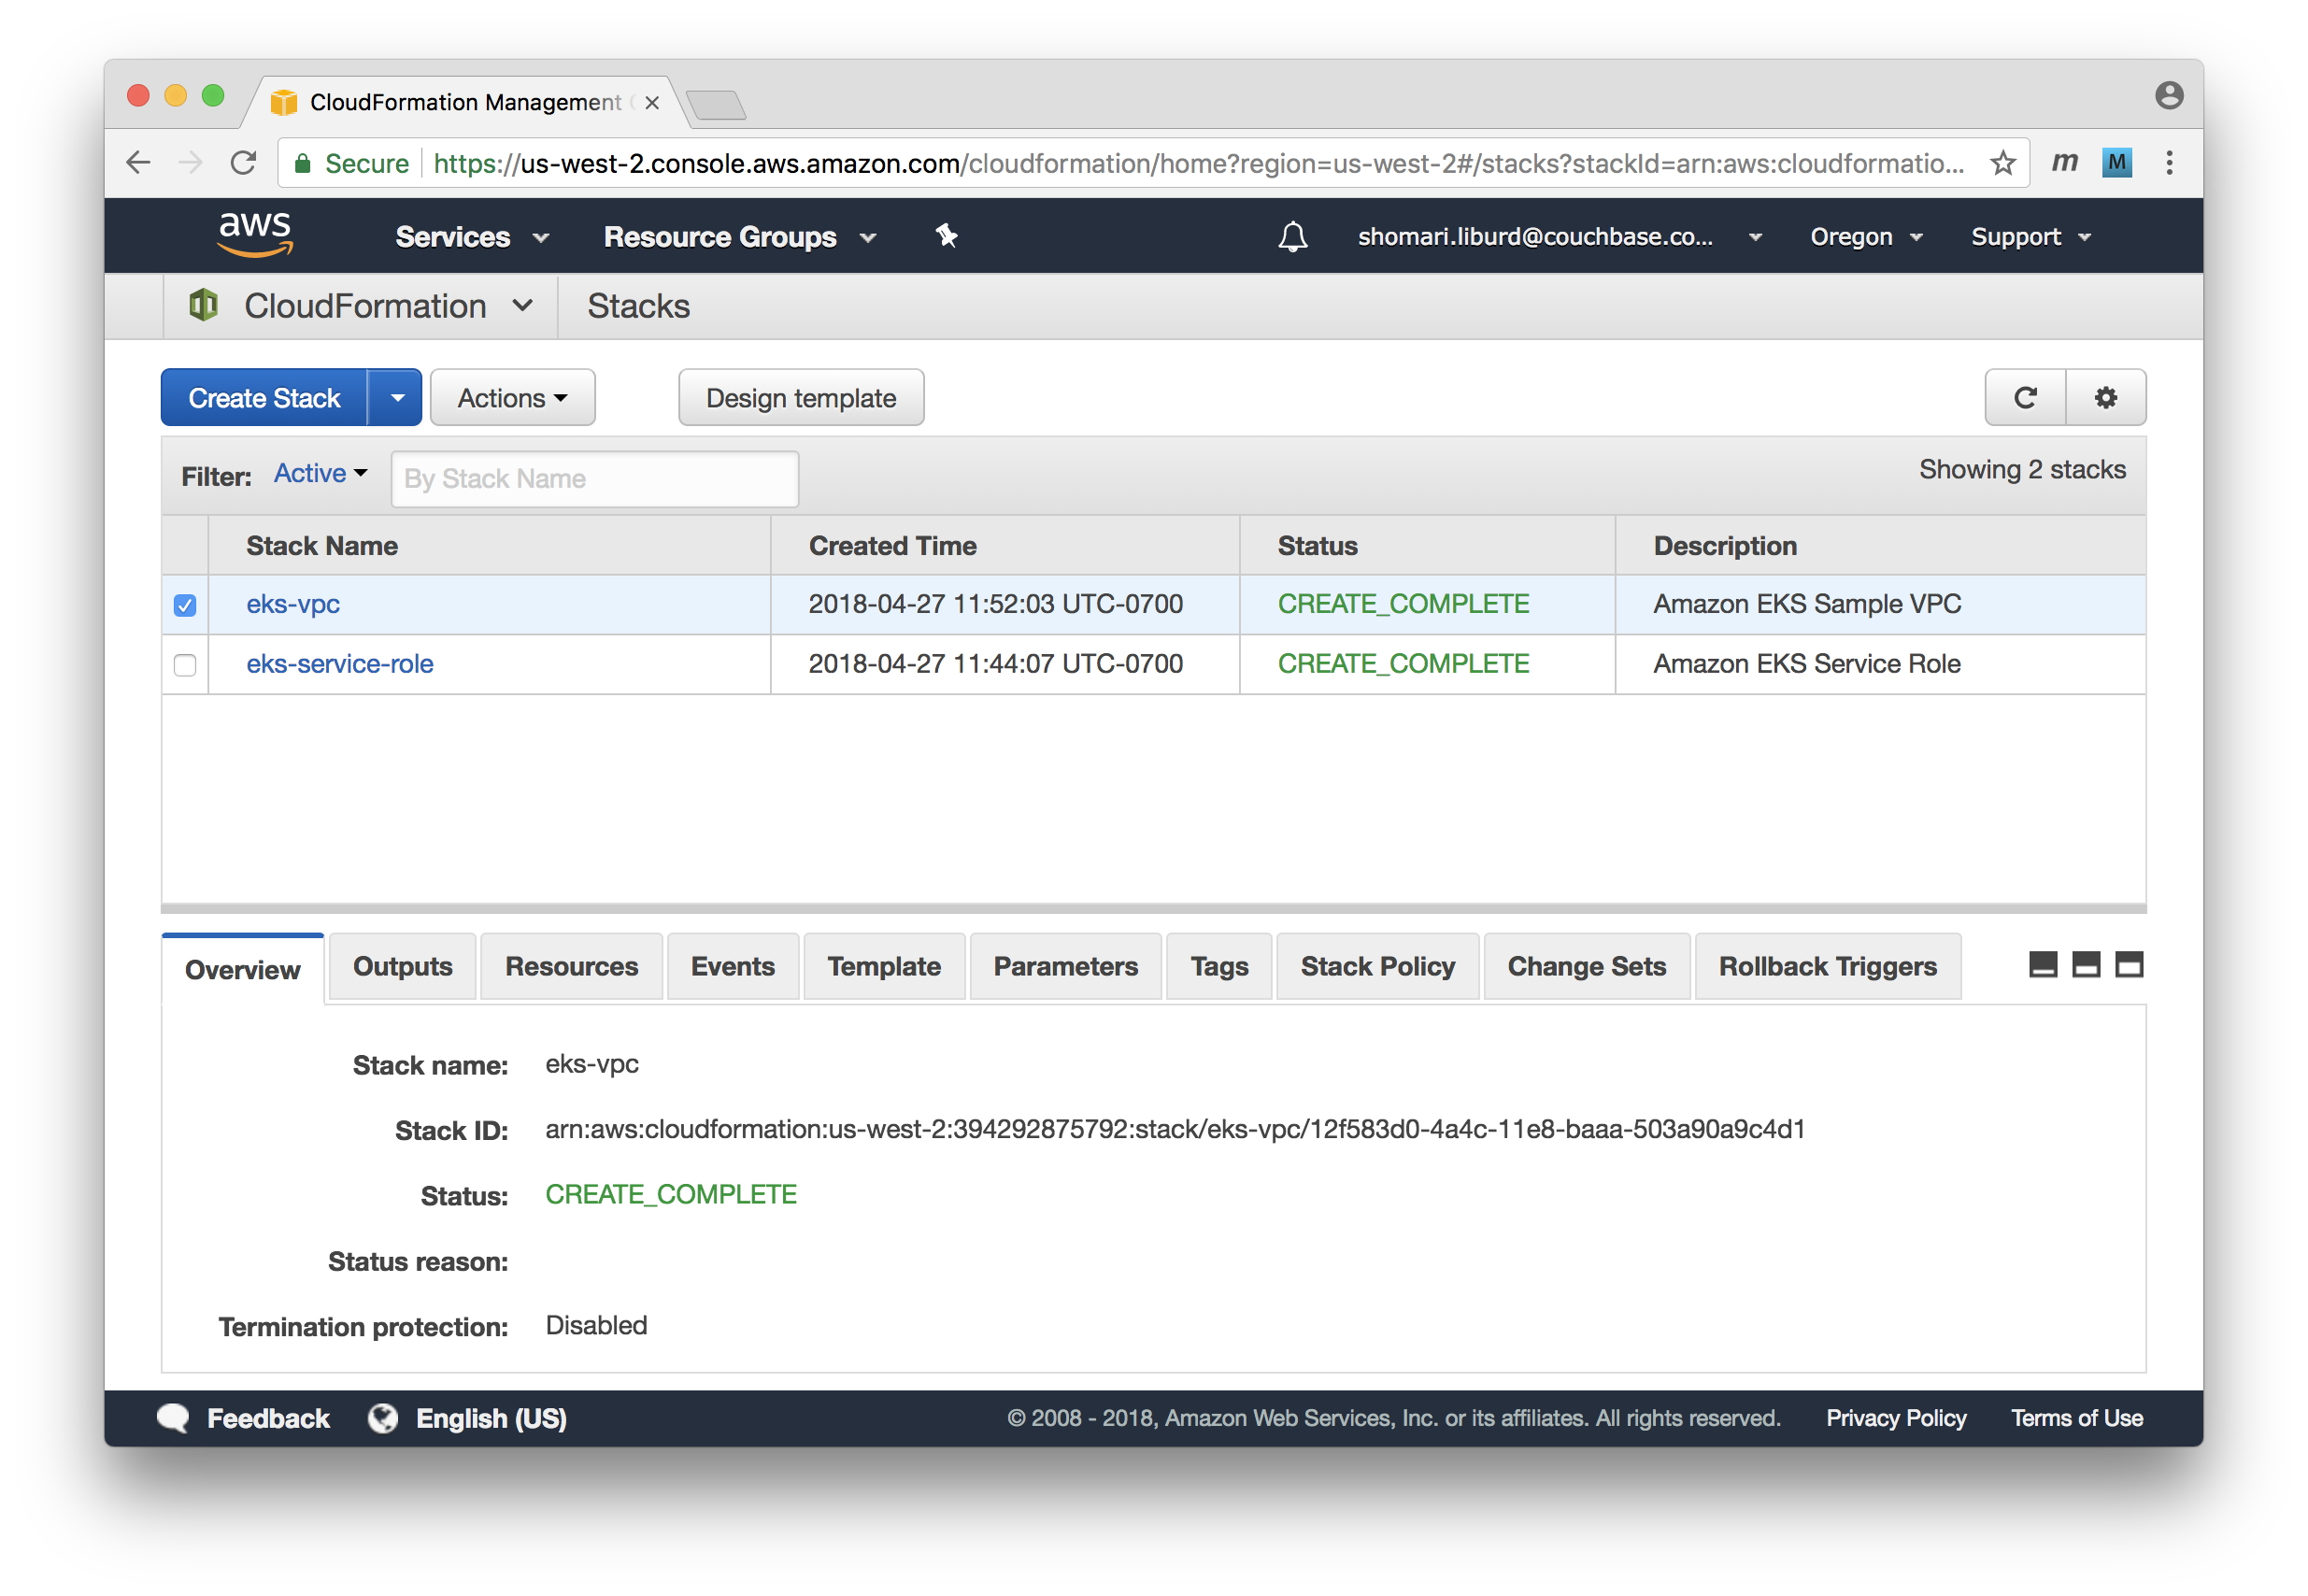 CloudFormation Management
Secure https://us-west-2.console.aws.amazon.com/cloudformation/home?region=us-west-2#/stacks?stackId=arn:aws:cloudformatio... m M
aws Services Resource Groups shomari.liburd@couchbase.co... Oregon Support
CloudFormation Stacks
Create Stack Actions Design template
Filter: Active By Stack Name Showing 2 stacks
Stack Name Created Time Status Description
eks-vpc 2018-04-27 11:52:03 UTC-0700 CREATE_COMPLETE Amazon EKS Sample VPC
eks-service-role 2018-04-27 11:44:07 UTC-0700 CREATE_COMPLETE Amazon EKS Service Role
Overview Outputs Resources Events Template Parameters Tags Stack Policy Change Sets Rollback Triggers
Stack name: eks-vpc
Stack ID: arn:aws:cloudformation:us-west-2:394292875792:stack/eks-vpc/12f583d0-4a4c-11e8-baaa-503a90a9c4d1
Status: CREATE_COMPLETE
Status reason:
Termination protection: Disabled
Feedback English (US) © 2008 - 2018, Amazon Web Services, Inc. or its affiliates. All rights reserved. Privacy Policy Terms of Use